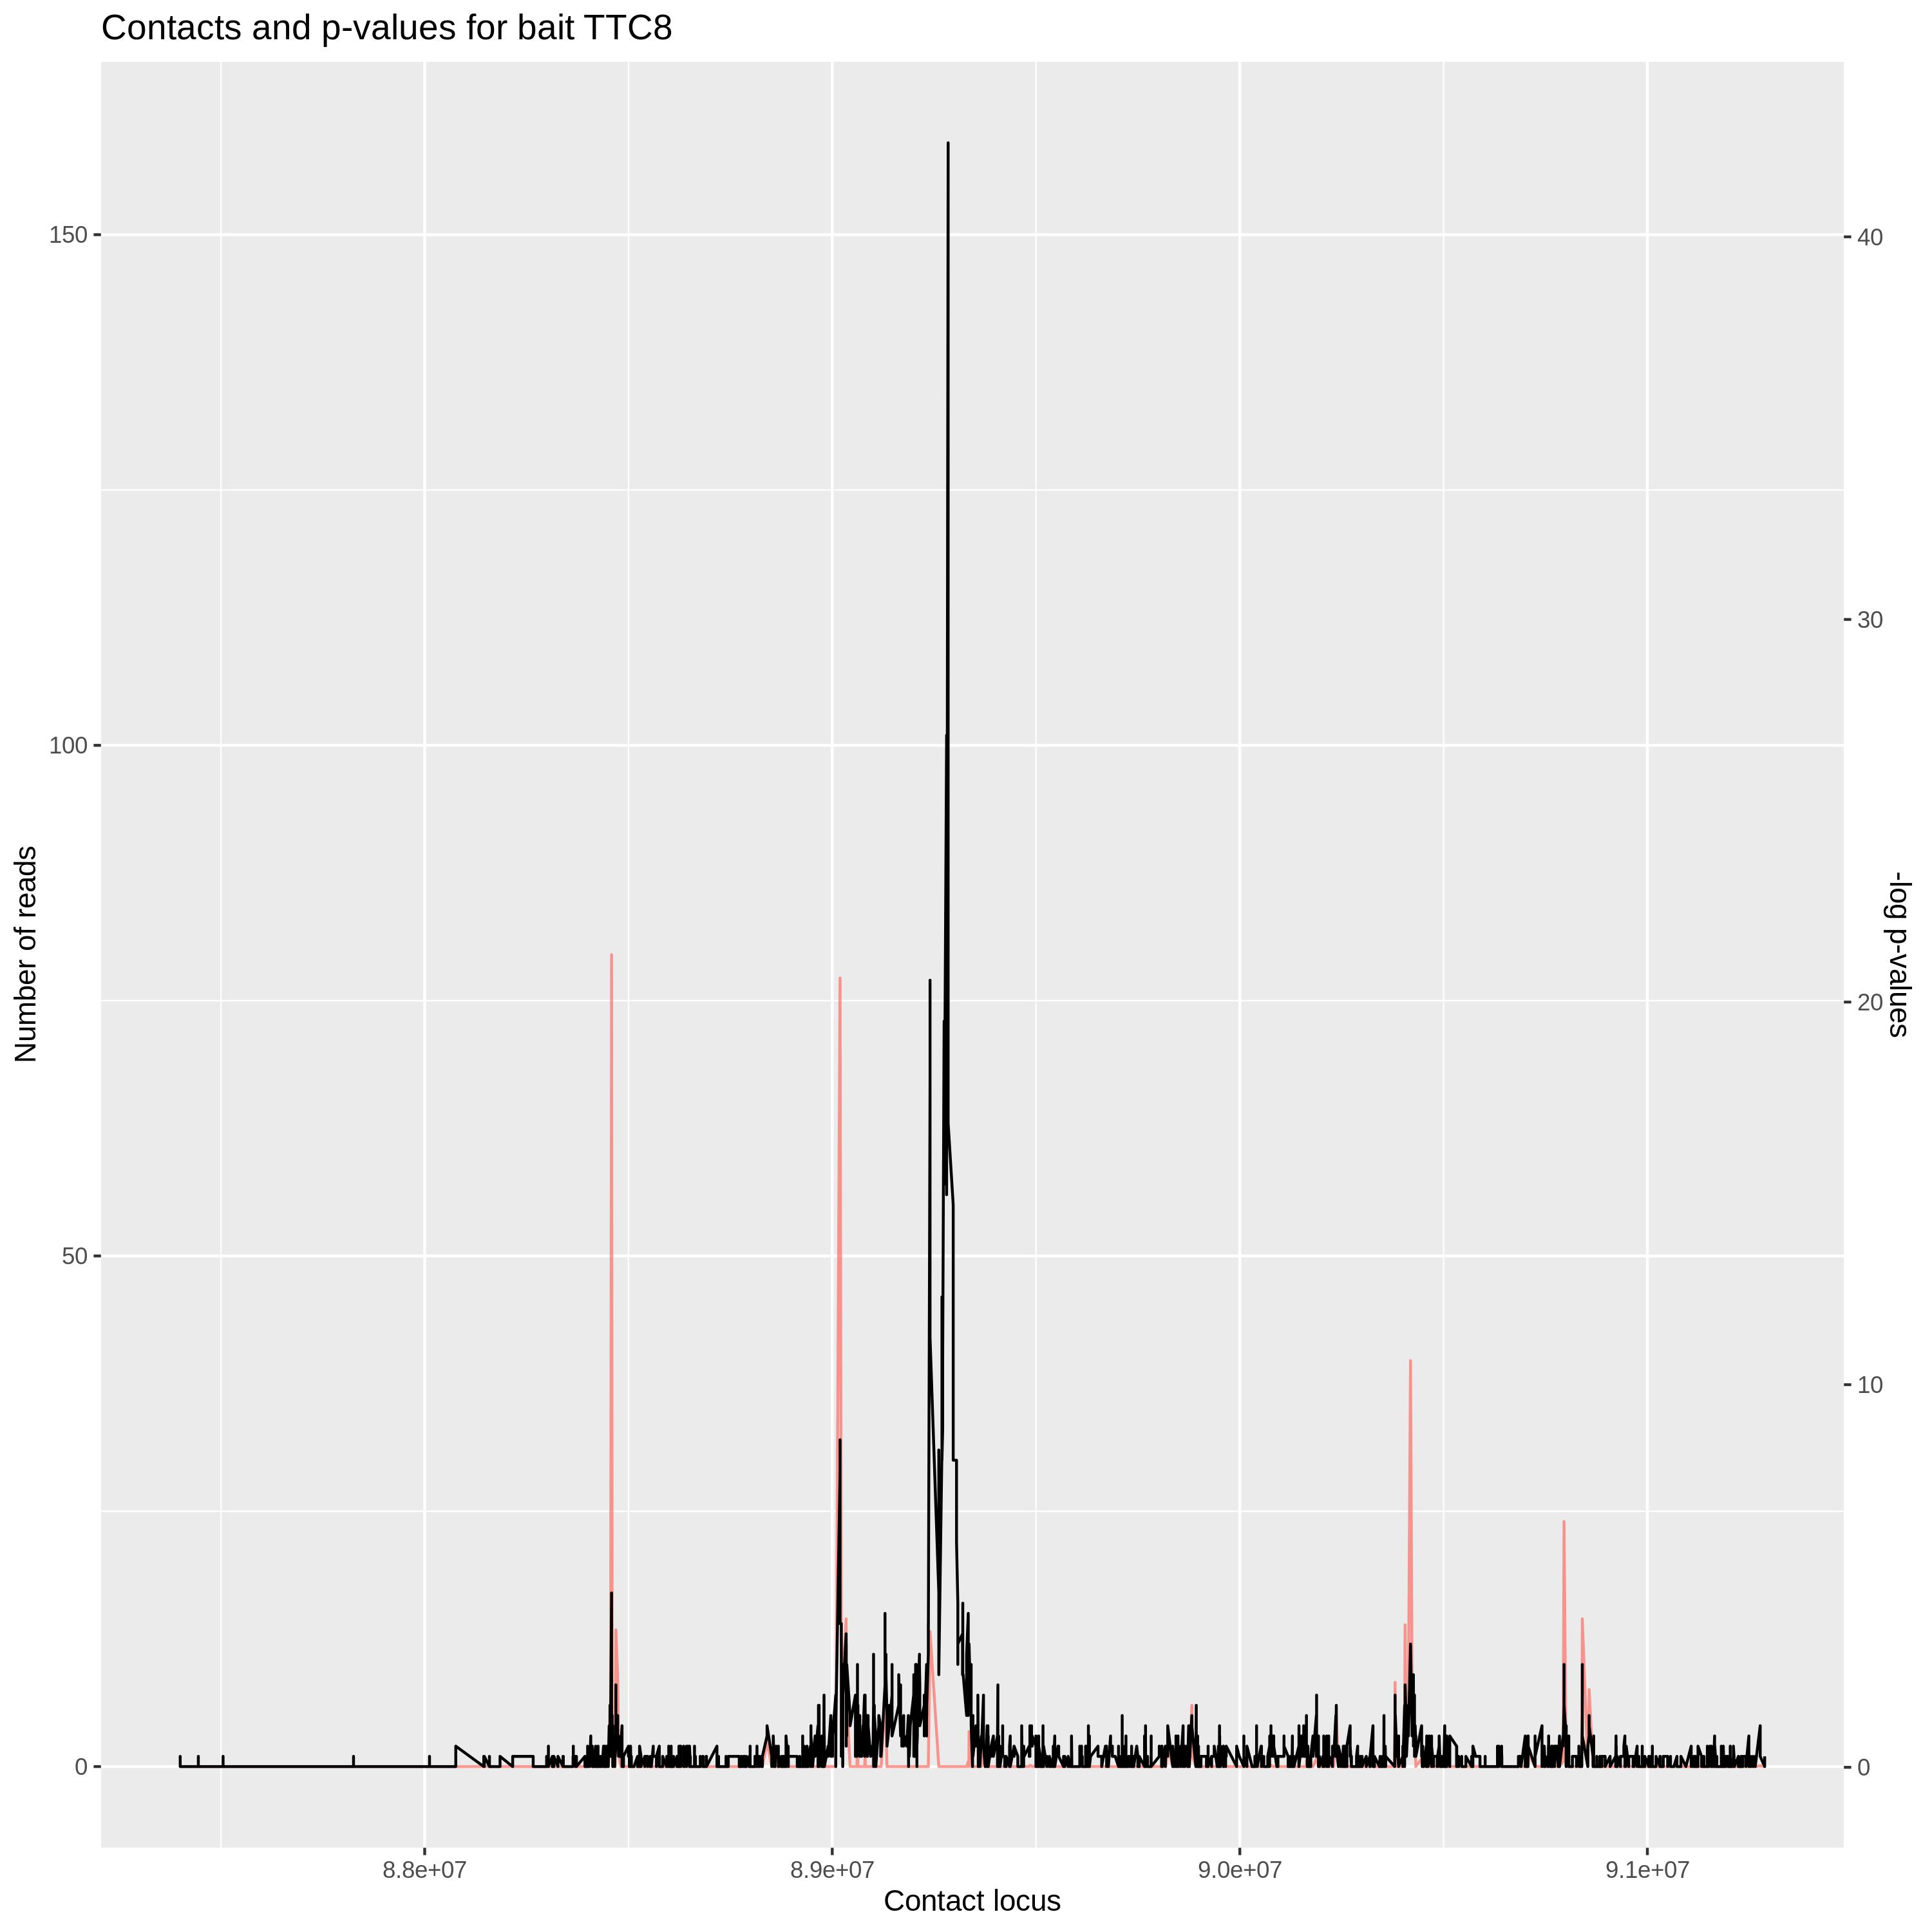 Contacts and p-values for bait TTC8
150
100
50
0
Number of reads
40
30
20
10
0
-log p-values
8.8e+07
8.9e+07
9.0e+07
9.1e+07
Contact locus